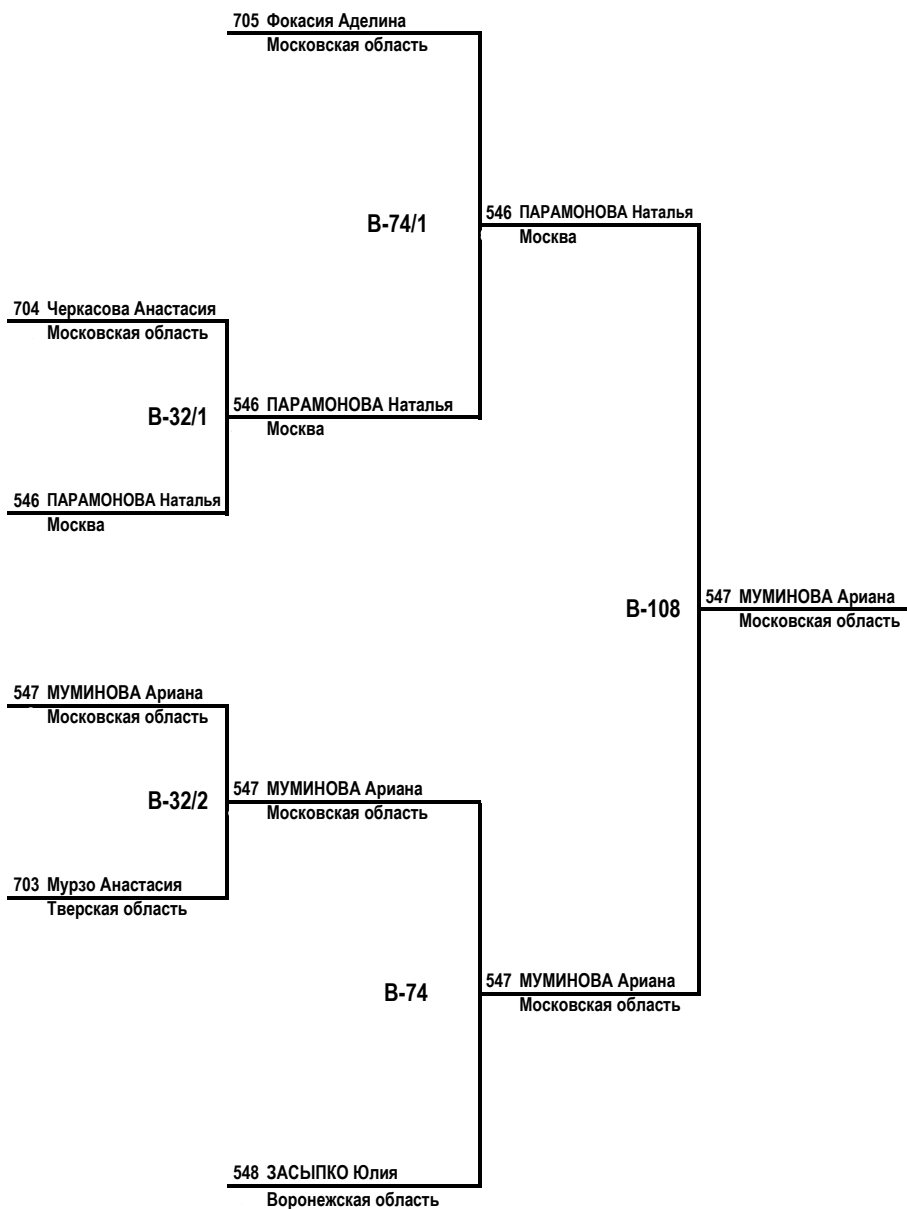 705 Фокасия Аделина
Московская область
В-74/1
546 ПАРАМОНОВА Наталья
Москва
704 Черкасова Анастасия
Московская область
В-32/1
546 ПАРАМОНОВА Наталья
Москва
546 ПАРАМОНОВА Наталья
Москва
В-108
547 МУМИНОВА Ариана
Московская область
547 МУМИНОВА Ариана
Московская область
В-32/2
547 МУМИНОВА Ариана
Московская область
703 Мурзо Анастасия
Тверская область
В-74
547 МУМИНОВА Ариана
Московская область
548 ЗАСЫПКО Юлия
Воронежская область